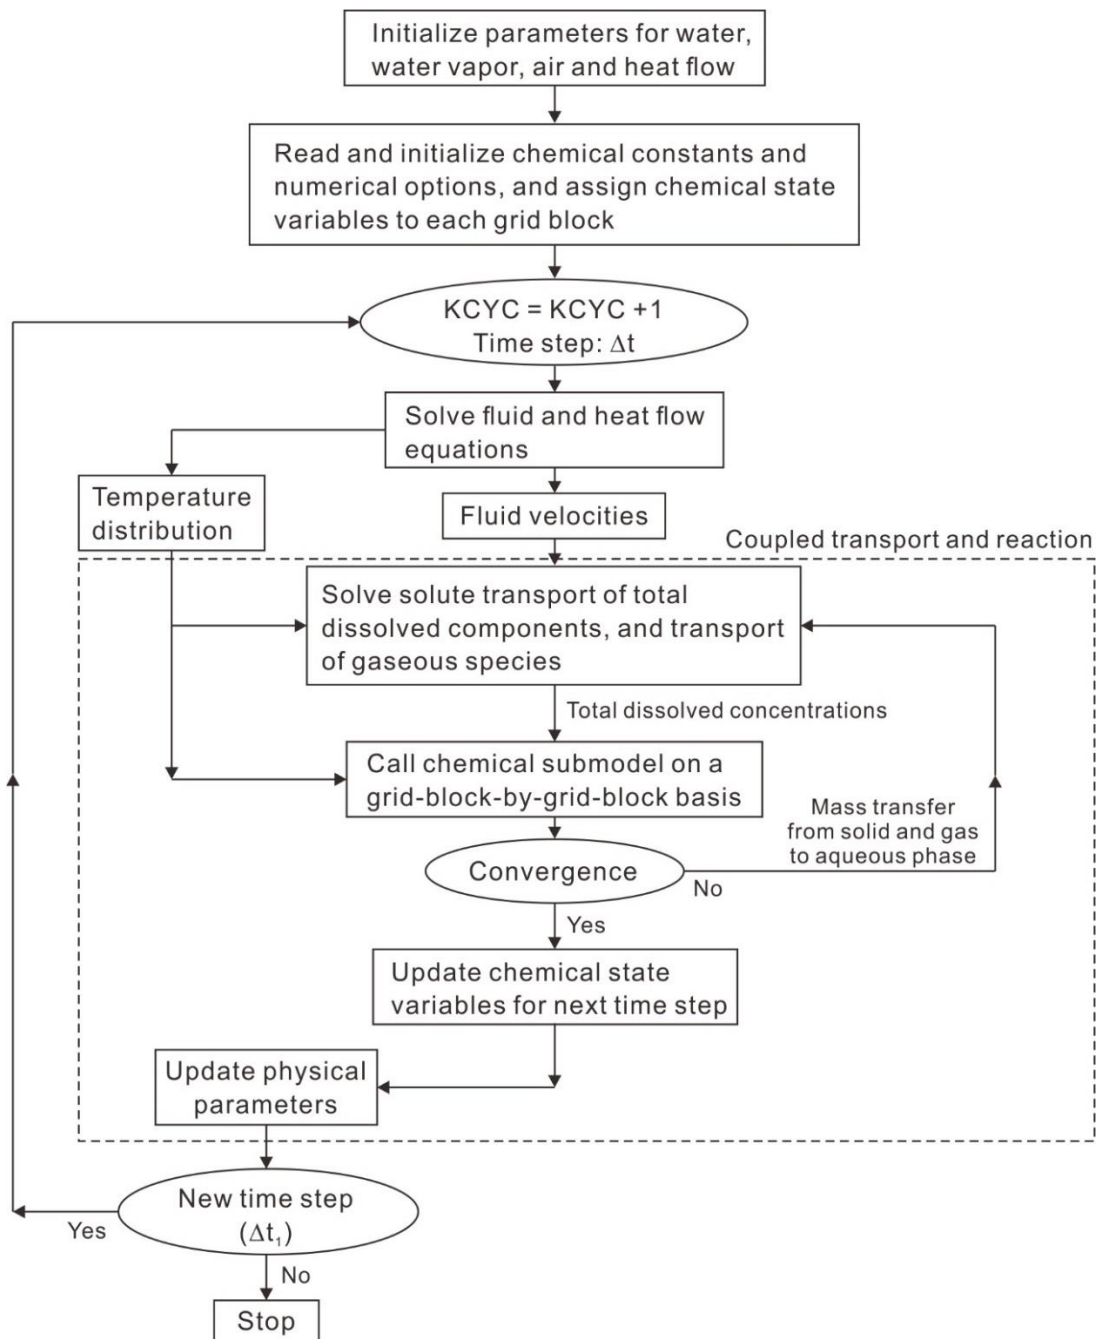 Initialize parameters for water,
water vapor, air and heat flow
Read and initialize chemical constants and
numerical options, and assign chemical state
variables to each grid block
KCYC = KCYC +1
Time step: Δt
Solve fluid and heat flow
equations
Temperature
distribution
Fluid velocities
Coupled transport and reaction
Solve solute transport of total
dissolved components, and transport
of gaseous species
Total dissolved concentrations
Call chemical submodel on a
grid-block-by-grid-block basis
Mass transfer
from solid and gas
to aqueous phase
Convergence
No
Yes
Update chemical state
variables for next time step
Update physical
parameters
New time step
(Δt₁)
Yes
No
Stop